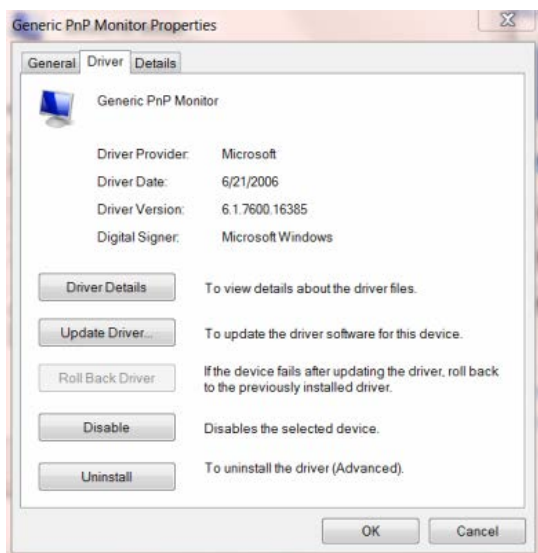 Generic PnP Monitor Properties
General Driver Details
Generic PnP Monitor
Driver Provider: Microsoft
Driver Date: 6/21/2006
Driver Version: 6.1.7600.16385
Digital Signer: Microsoft Windows
Driver Details To view details about the driver files.
Update Driver... To update the driver software for this device.
Roll Back Driver If the device fails after updating the driver, roll back
to the previously installed driver.
Disable Disables the selected device.
Uninstall To uninstall the driver (Advanced).
OK Cancel